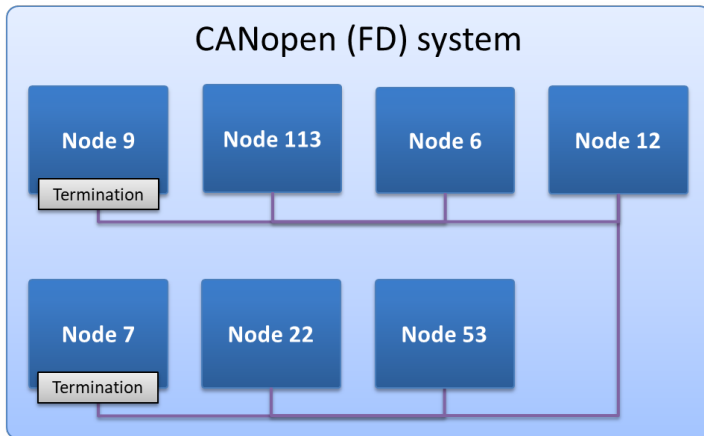 CANopen (FD) system
Node 9
Node 113
Node 6
Node 12
Termination
Node 7
Node 22
Node 53
Termination